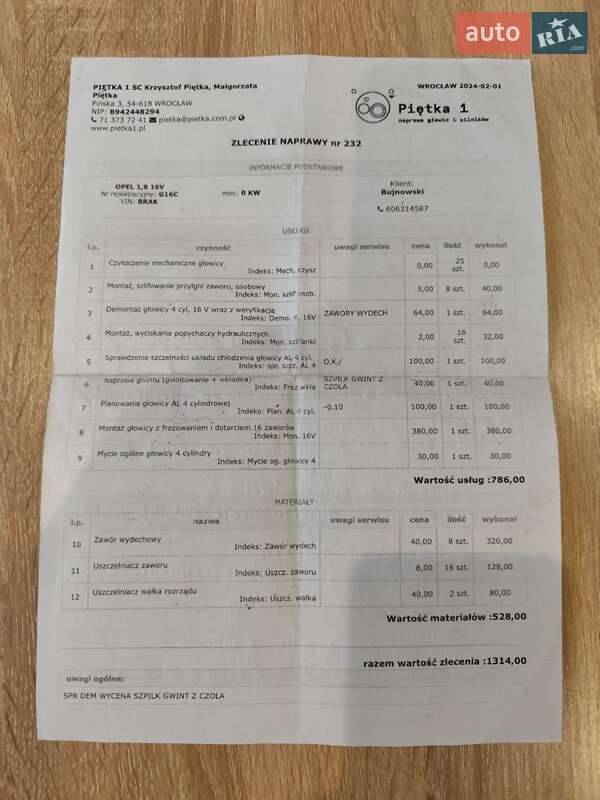 auto RIA .com
PIĘTKA 1 SC Krzysztof Piętka, Małgorzata
Piętka
Pińska 3, 54-618 WROCŁAW
NIP: 8942448294
71 373 72 41 pietka@pietka.com.pl
www.pietka1.pl
WROCŁAW 2024-02-01
Piętka 1
naprawa głowic i silników
ZLECENIE NAPRAWY nr 232
INFORMACJE PODSTAWOWE
OPEL 1,8 16V
Nr rejestracyjny: G16C
VIN: BRAK
moc: 0 KW
Klient:
Bujnowski
606314587
USŁUGI
l.p. czynność uwagi serwisu cena ilość wykonał
1 Czyszczenie mechaniczne głowicy Indeks: Mech. czysz 0,00 25 szt. 0,00
2 Montaż, szlifowanie przylgni zaworu, osobowy Indeks: Mon. szlif osob. 5,00 8 szt. 40,00
3 Demontaż głowicy 4 cyl, 16 V wraz z weryfikacją Indeks: Demo. 4. 16V ZAWORY WYDECH 64,00 1 szt. 64,00
4 Montaż, wyciskanie popychaczy hydraulicznych Indeks: Mon. szklanki 2,00 16 szt. 32,00
5 Sprawdzenie szczelności układu chłodzenia głowicy AL 4 cyl. Indeks: spr. szcz. AL 4 O.K./ 100,00 1 szt. 100,00
6 Naprawa gwintu (gwintowanie + wkładka) Indeks: Frez.wkła SZPILK GWINT Z CZOLA 40,00 1 szt. 40,00
7 Planowanie głowicy AL 4 cylindrowej Indeks: Plan. AL 4 cyl. -0.10 100,00 1 szt. 100,00
8 Montaż głowicy z frezowaniem i dotarciem 16 zaworów Indeks: Mon. 16V 380,00 1 szt. 380,00
9 Mycie ogólne głowicy 4 cylindry Indeks: Mycie og. głowicy 4 30,00 1 szt. 30,00
Wartość usług :786,00
MATERIAŁY
l.p. nazwa uwagi serwisu cena ilość wykonał
10 Zawór wydechowy Indeks: Zawór wydech 40,00 8 szt. 320,00
11 Uszczelniacz zaworu Indeks: Uszcz. zaworu 8,00 16 szt. 128,00
12 Uszczelniacz wałka rozrządu Indeks: Uszcz. wałka 40,00 2 szt. 80,00
Wartość materiałów :528,00
razem wartość zlecenia :1314,00
uwagi ogólne:
SPR DEM WYCENA SZPILK GWINT Z CZOLA